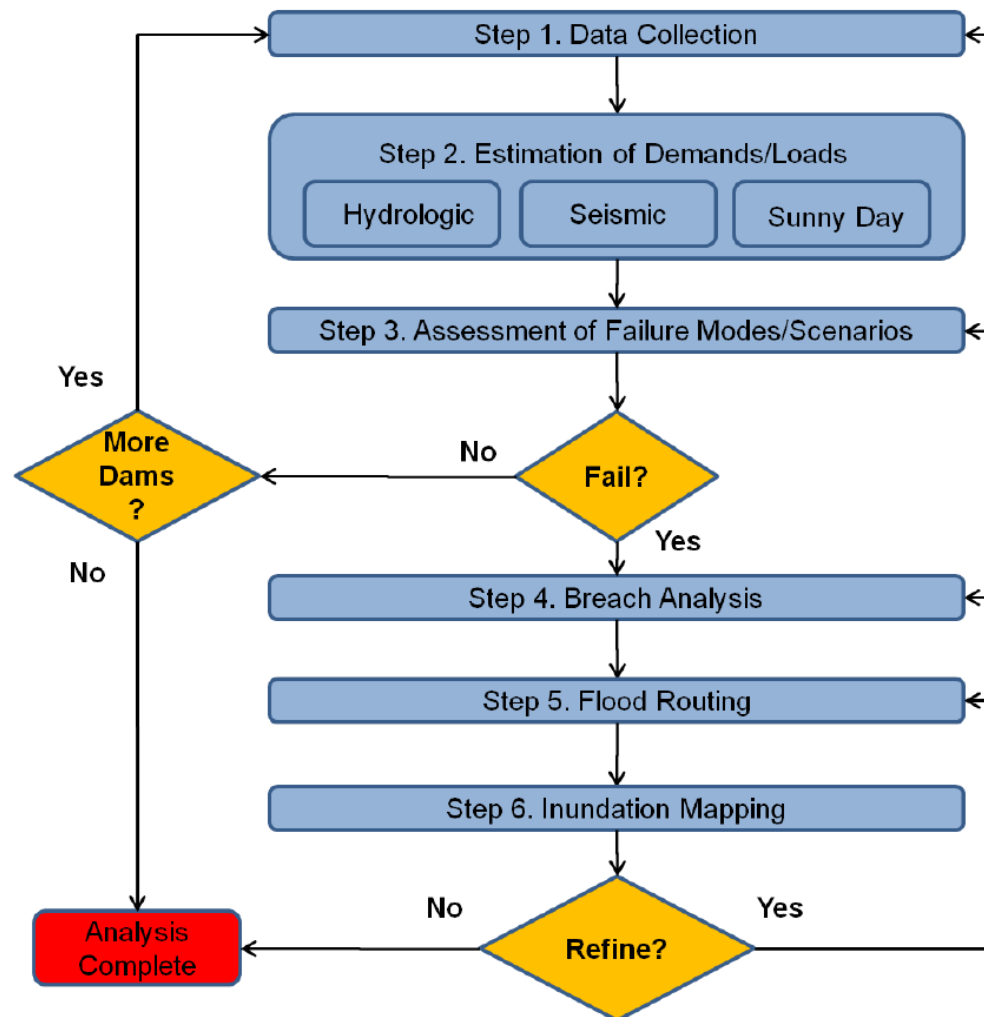 Step 1. Data Collection
Step 2. Estimation of Demands/Loads
Hydrologic
Seismic
Sunny Day
Step 3. Assessment of Failure Modes/Scenarios
Yes
More
Dams
?
No
Fail?
No
Yes
Step 4. Breach Analysis
Step 5. Flood Routing
Step 6. Inundation Mapping
No
Yes
Analysis
Complete
Refine?